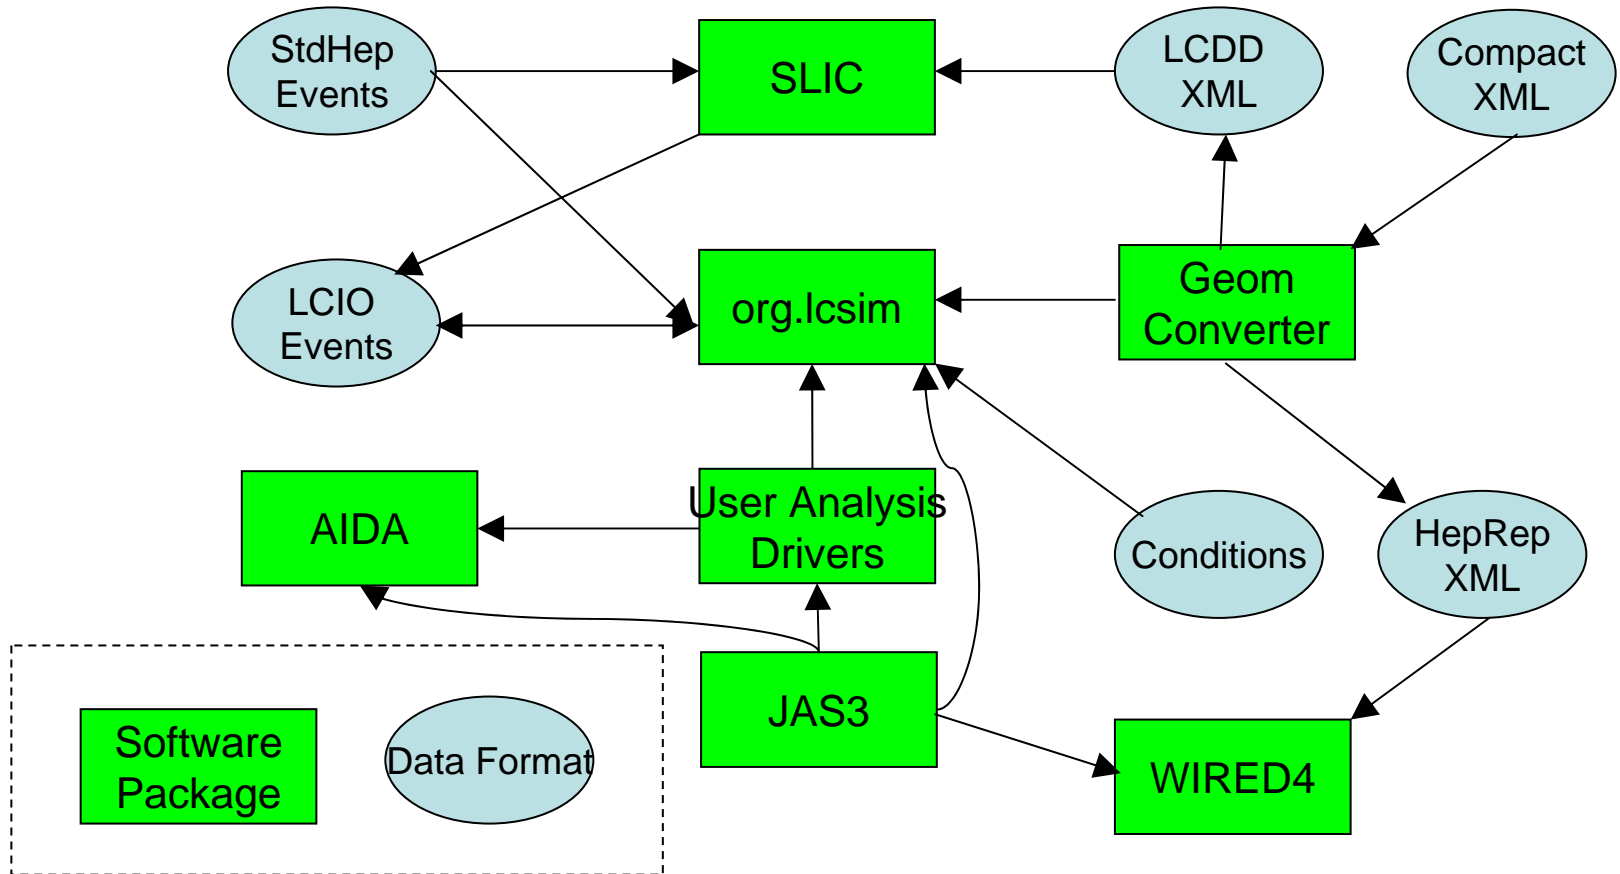 StdHep
Events
SLIC
LCDD
XML
Compact
XML
LCIO
Events
org.lcsim
Geom
Converter
AIDA
User Analysis
Drivers
Conditions
HepRep
XML
JAS3
WIRED4
Software
Package
Data Format